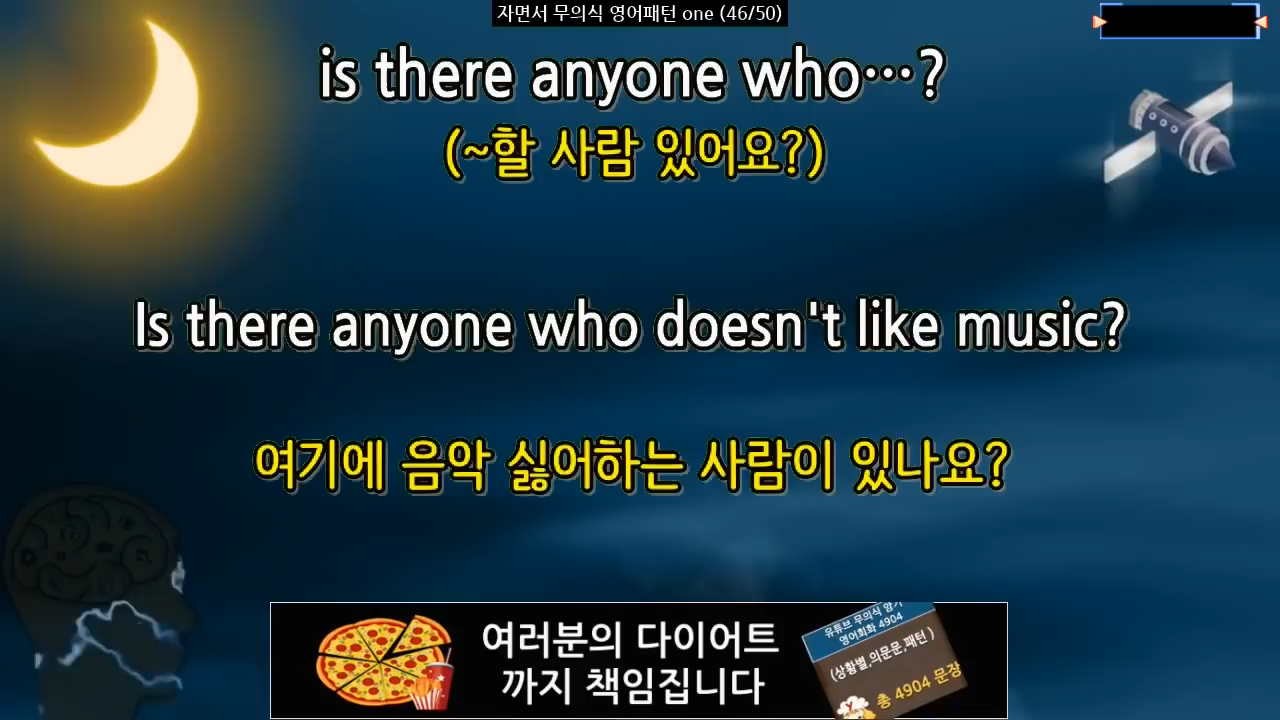 자면서 무의식 영어패턴 one (46/50)
is there anyone who⋯?
(~할 사람 있어요?)
Is there anyone who doesn't like music?
여기에 음악 싫어하는 사람이 있나요?
여러분의 다이어트
까지 책임집니다
유튜브 무의식 암기
영어회화 4904
(상황별,의문문,패턴 )
총 4904 문장